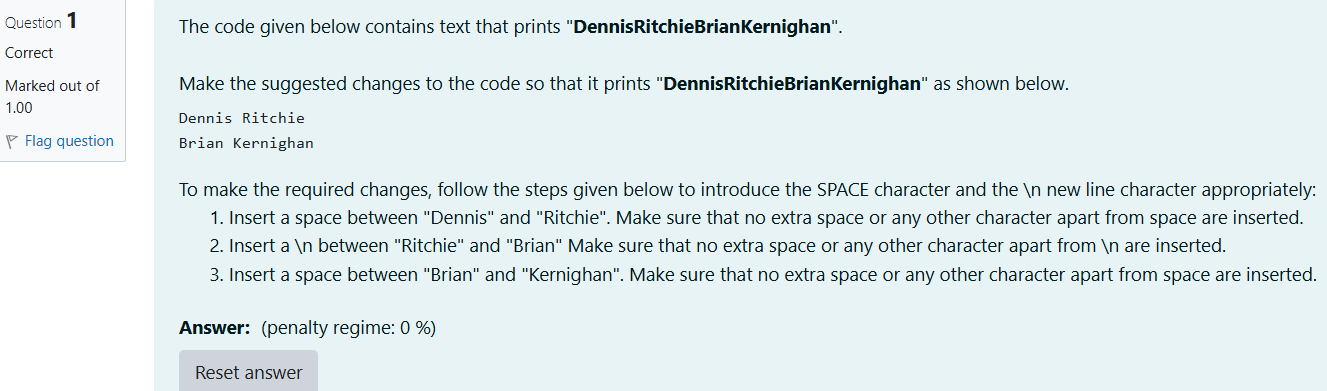 Question 1
Correct
Marked out of
1.00
Flag question
The code given below contains text that prints "DennisRitchieBrianKernighan".
Make the suggested changes to the code so that it prints "DennisRitchieBrianKernighan" as shown below.
Dennis Ritchie
Brian Kernighan
To make the required changes, follow the steps given below to introduce the SPACE character and the \n new line character appropriately:
1. Insert a space between "Dennis" and "Ritchie". Make sure that no extra space or any other character apart from space are inserted.
2. Insert a \n between "Ritchie" and "Brian" Make sure that no extra space or any other character apart from \n are inserted.
3. Insert a space between "Brian" and "Kernighan". Make sure that no extra space or any other character apart from space are inserted.
Answer: (penalty regime: 0 %)
Reset answer